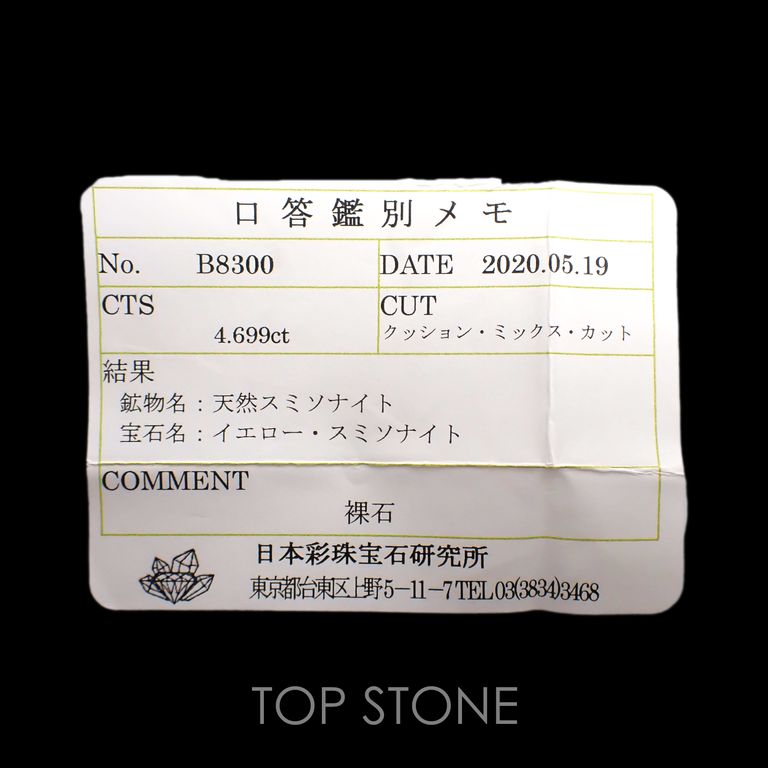 口答鑑別メモ
No. B8300 DATE 2020.05.19
CTS CUT
4.699ct クッション・ミックス・カット
結果
鉱物名：天然スミソナイト
宝石名：イエロー・スミソナイト
COMMENT
裸石
日本彩珠宝石研究所
東京都台東区上野5-11-7 TEL03(3834)3468
TOP STONE